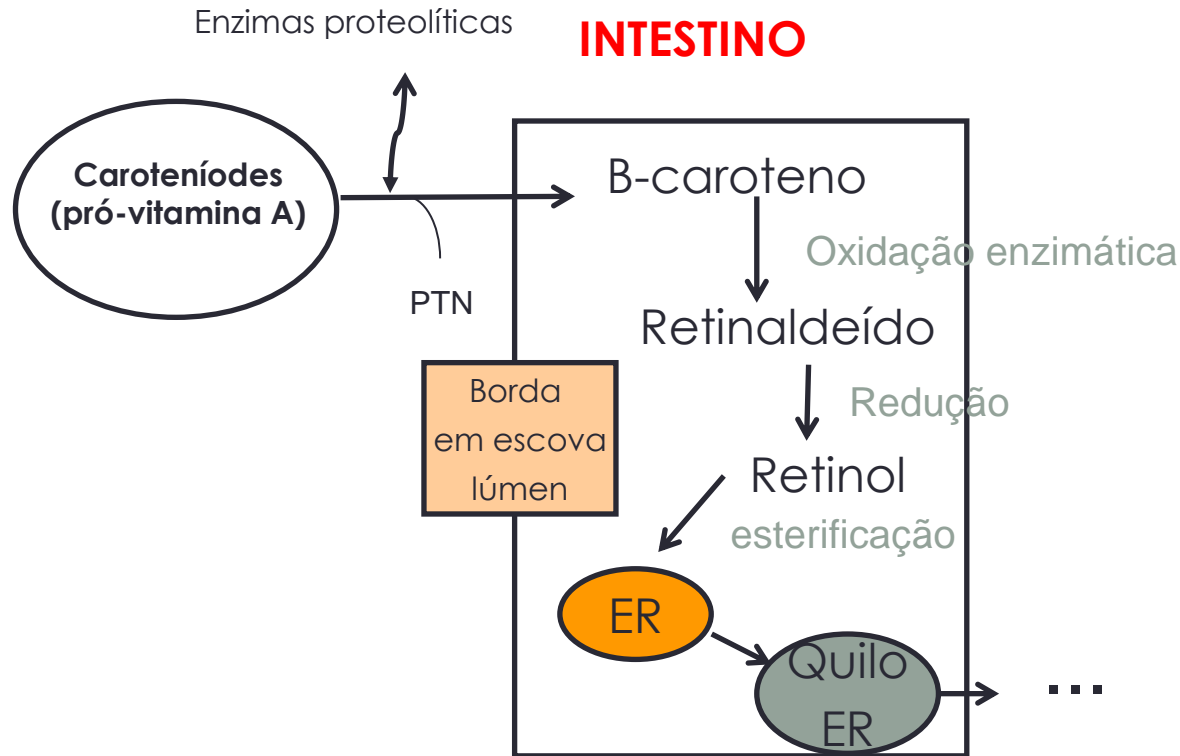 Enzimas proteolíticas
INTESTINO
Caroteníodes
(pró-vitamina A)
B-caroteno
Oxidação enzimática
PTN
Retinaldeído
Borda
em escova
lúmen
Redução
Retinol
esterificação
ER
Quilo
ER
...